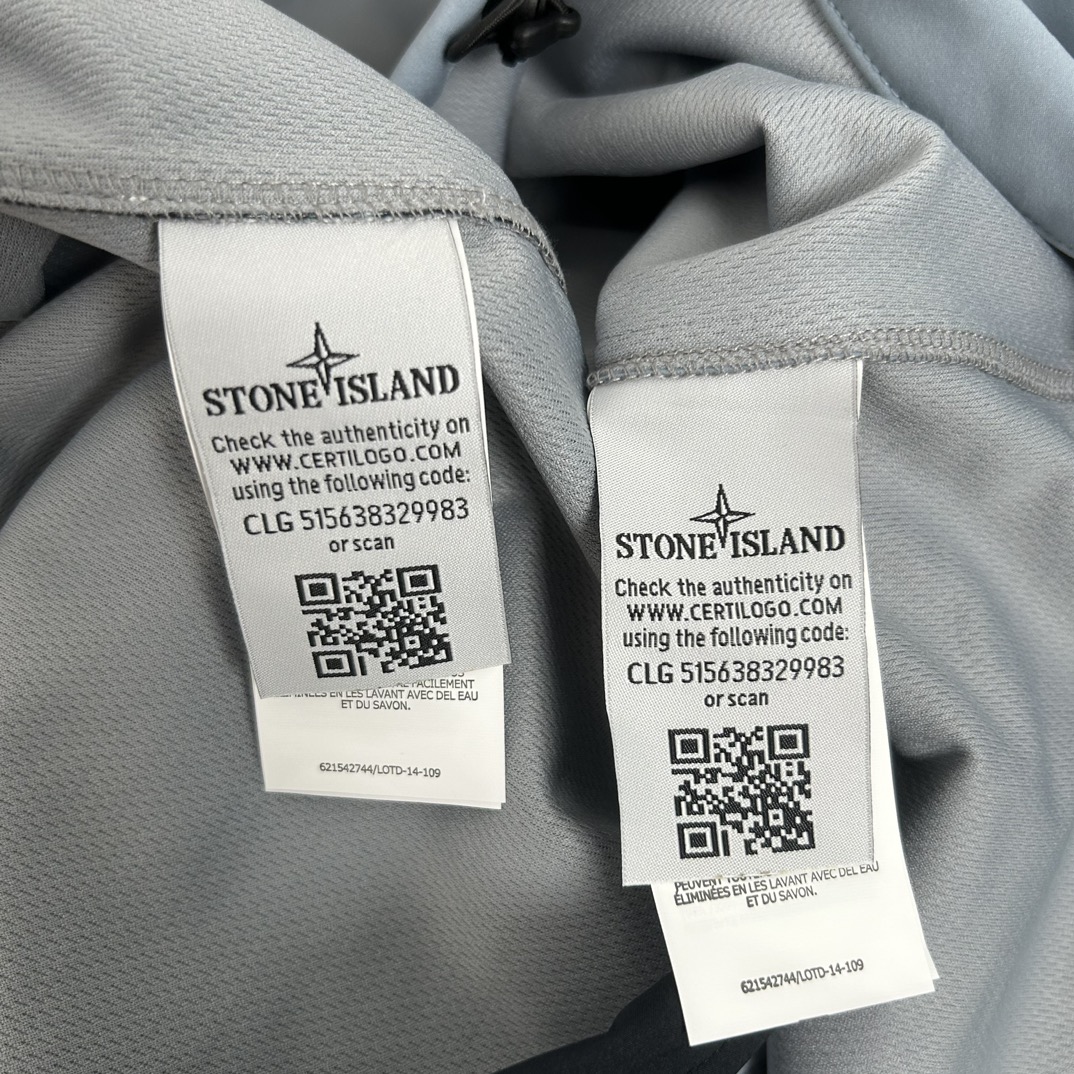 STONE ISLAND
Check the authenticity on
WWW.CERTILOGO.COM
using the following code:
CLG 515638329983
or scan
FACILEMENT
EN LES LAVANT AVEC DEL EAU
ET DU SAVON.
621542744/LOTD-14-109
STONE ISLAND
Check the authenticity on
WWW.CERTILOGO.COM
using the following code:
CLG 515638329983
or scan
PEUVENT
ÉLIMINÉES EN LES LAVANT AVEC DEL EAU
ET DU SAVON.
621542744/LOTD-14-109